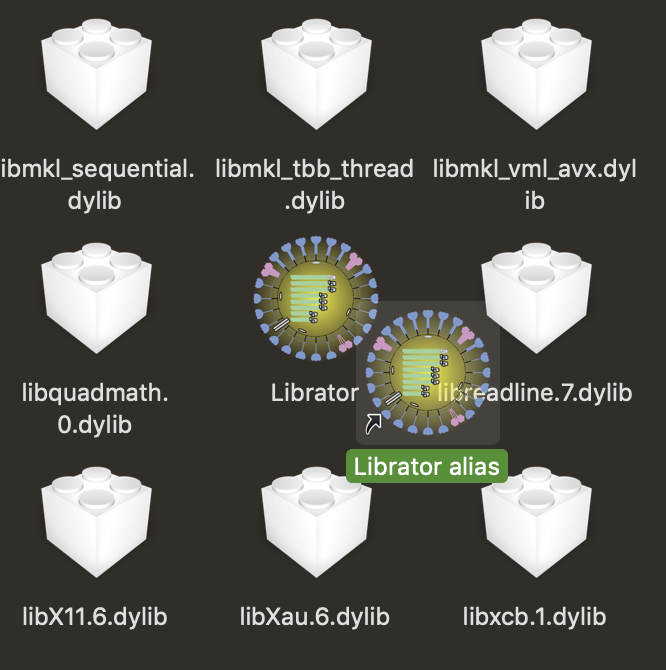 ibmkl_sequential.
dylib
libmkl_tbb_thread
.dylib
libmkl_vml_avx.dyl
ib
libquadmath.
0.dylib
Librator
libreadline.7.dylib
Librator alias
libX11.6.dylib
libXau.6.dylib
libxcb.1.dylib